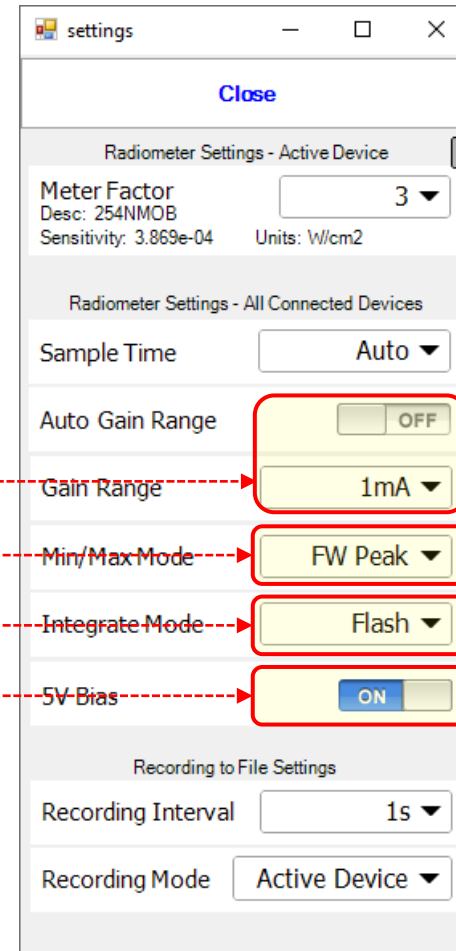 settings
Close
Radiometer Settings - Active Device
Meter Factor 3
Desc: 254NMOB
Sensitivity: 3.869e-04 Units: W/cm2
Radiometer Settings - All Connected Devices
Sample Time Auto
Auto Gain Range OFF
Gain Range 1mA
Min/Max Mode FW Peak
Integrate Mode Flash
5V Bias ON
Recording to File Settings
Recording Interval 1s
Recording Mode Active Device